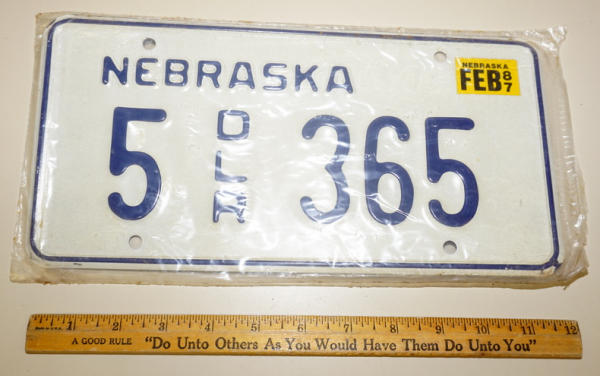 NEBRASKA
NEBRASKA
FEB 87
5 DLR 365
1 2 3 4 5 6 7 8 9 10 11 12
A GOOD RULE "Do Unto Others As You Would Have Them Do Unto You"